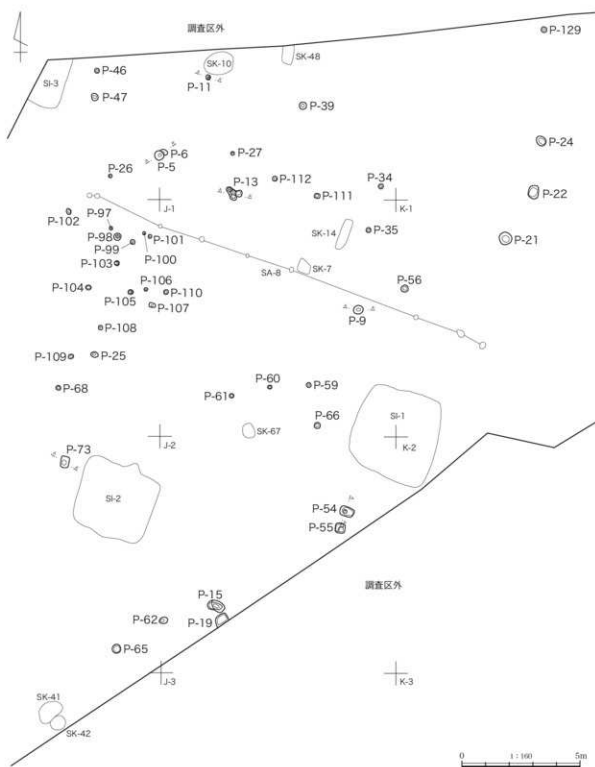 調査区外
P-129
SK-48
SK-10
P-46
SI-3
P-11
P-47
P-39
P-24
P-6
P-27
P-5
P-26
P-112
P-34
P-13
P-22
P-111
J-1
K-1
P-102
P-97
SK-14
P-35
P-98
P-101
P-21
P-99
P-100
P-103
SA-8
SK-7
P-104
P-106
P-56
P-105
P-110
P-107
P-9
P-108
P-109
P-25
P-60
P-59
P-68
P-61
SI-1
P-66
SK-67
J-2
K-2
P-73
SI-2
P-54
P-55
調査区外
P-15
P-62
P-19
P-65
J-3
K-3
SK-41
SK-42
0
1:160
5m